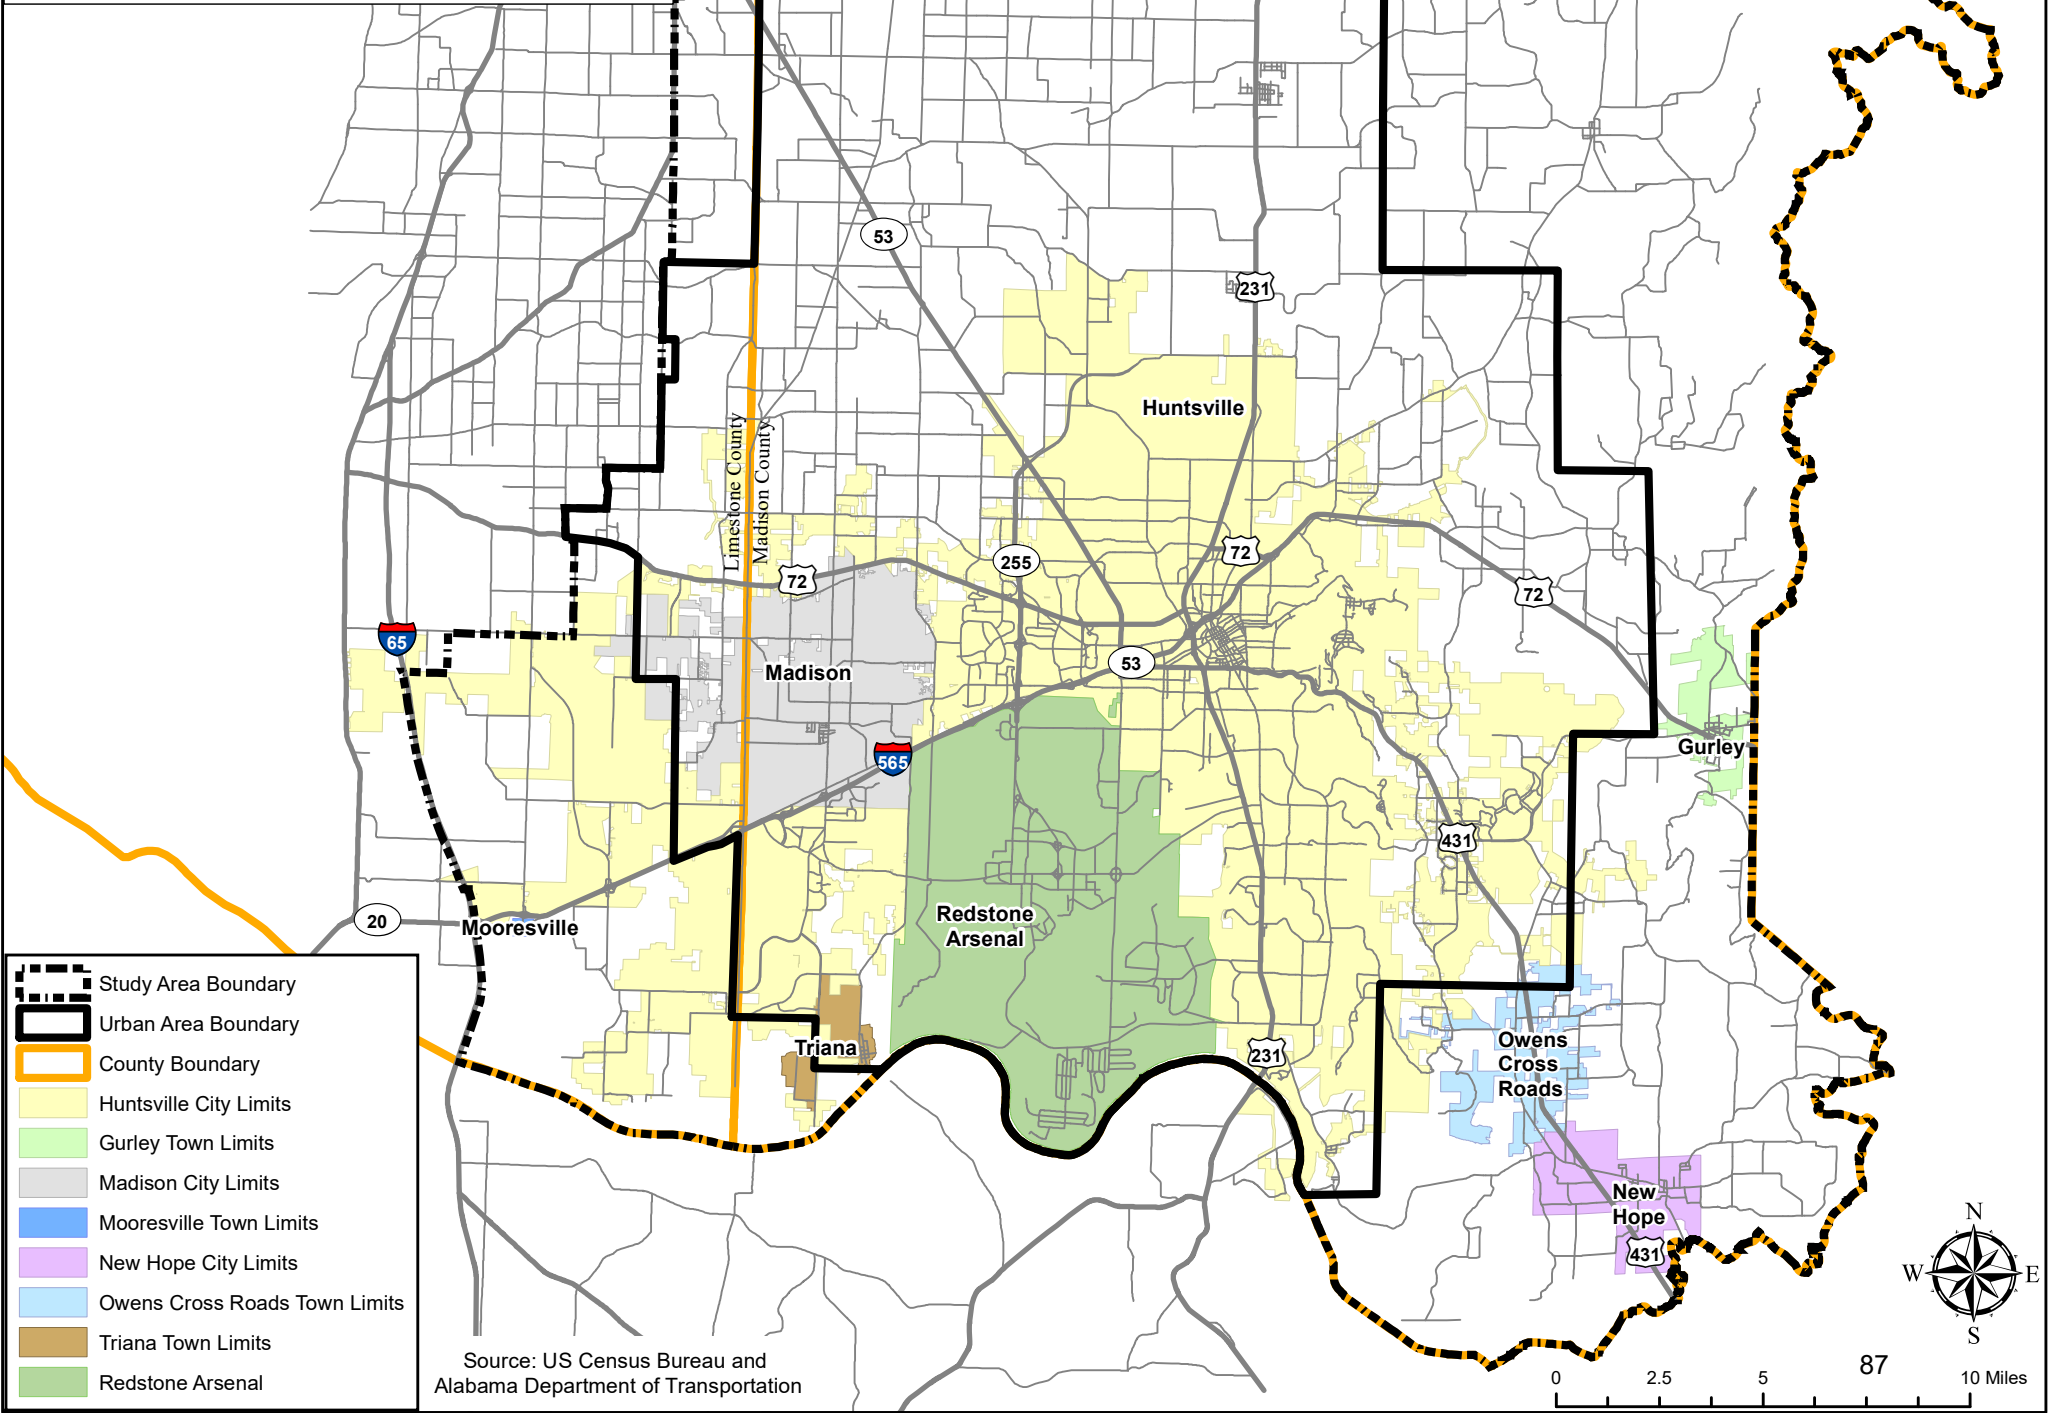 53
231
Huntsville
Limestone County
Madison County
72
255
72
72
65
Madison
53
Gurley
565
431
20
Mooresville
Redstone
Arsenal
Triana
231
Owens
Cross
Roads
New
Hope
431
Study Area Boundary
Urban Area Boundary
County Boundary
Huntsville City Limits
Gurley Town Limits
Madison City Limits
Mooresville Town Limits
New Hope City Limits
Owens Cross Roads Town Limits
Triana Town Limits
Redstone Arsenal
Source: US Census Bureau and
Alabama Department of Transportation
N
W E
S
87
0 2.5 5 10 Miles